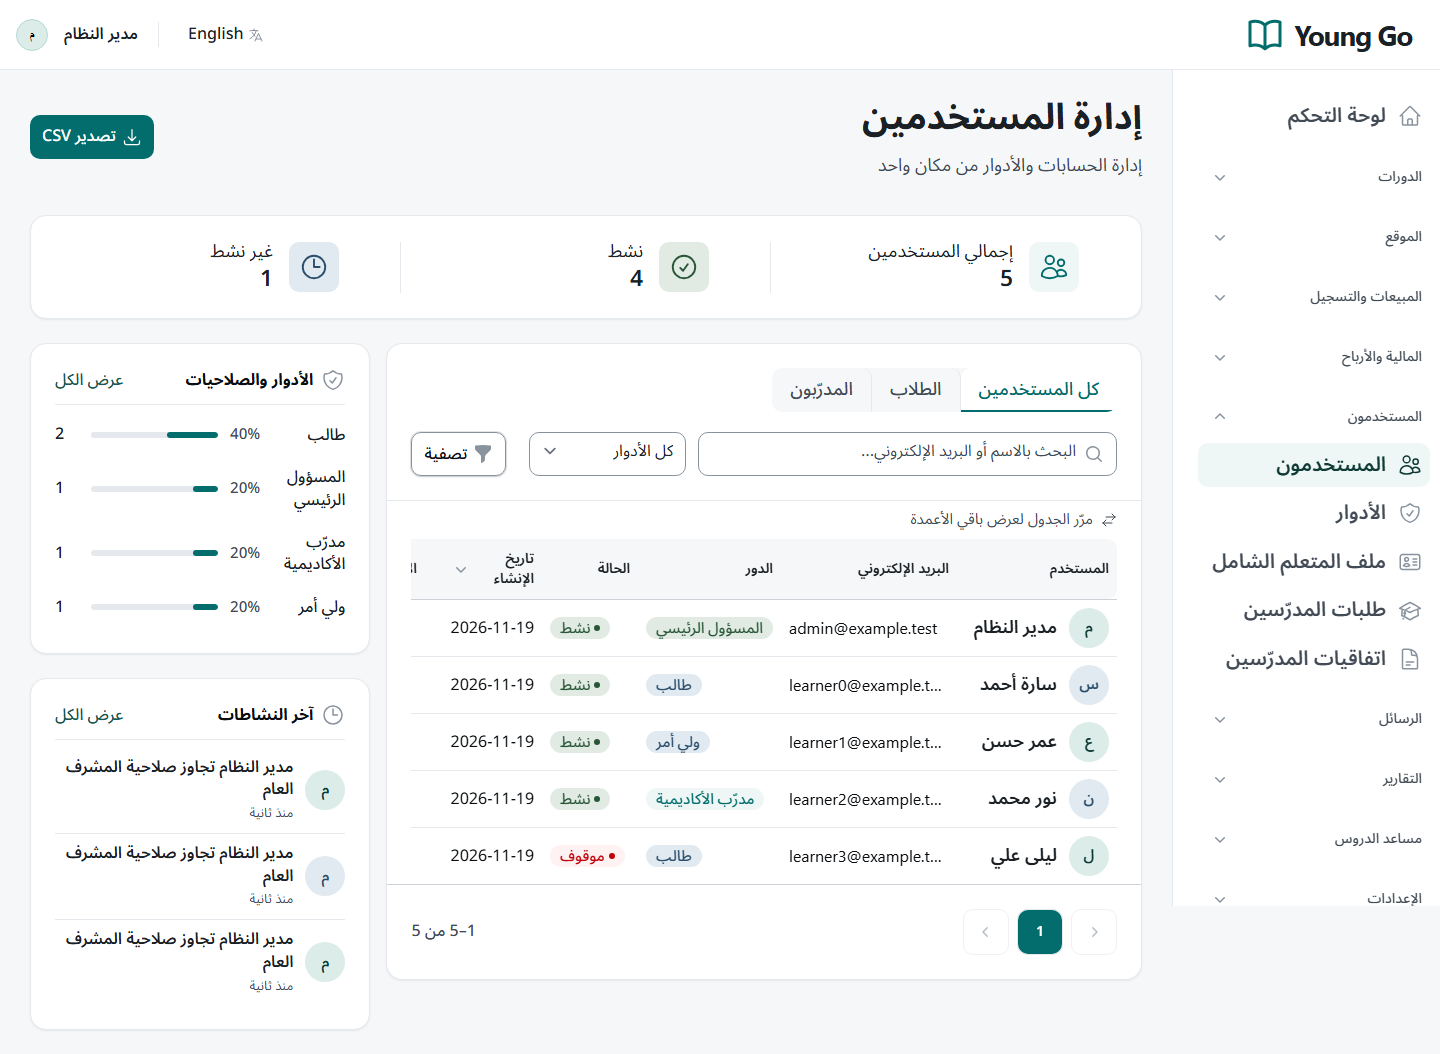 Young Go
English
مدير النظام
م
لوحة التحكم
الدورات
الموقع
المبيعات والتسجيل
المالية والأرباح
المستخدمون
المستخدمون
الأدوار
ملف المتعلم الشامل
طلبات المدرّسين
اتفاقيات المدرّسين
الرسائل
التقارير
مساعد الدروس
الإعدادات
إدارة المستخدمين
إدارة الحسابات والأدوار من مكان واحد
تصدير CSV
إجمالي المستخدمين
5
نشط
4
غير نشط
1
كل المستخدمين
الطلاب
المدرّبون
البحث بالاسم أو البريد الإلكتروني...
كل الأدوار
تصفية
مرّر الجدول لعرض باقي الأعمدة
المستخدم البريد الإلكتروني الدور الحالة تاريخ الإنشاء
م مدير النظام admin@example.test المسؤول الرئيسي نشط 2026-11-19
س سارة أحمد learner0@example.t... طالب نشط 2026-11-19
ع عمر حسن learner1@example.t... ولي أمر نشط 2026-11-19
ن نور محمد learner2@example.t... مدرّب الأكاديمية نشط 2026-11-19
ل ليلى علي learner3@example.t... طالب موقوف 2026-11-19
1
1–5 من 5
الأدوار والصلاحيات
عرض الكل
طالب 40% 2
المسؤول الرئيسي 20% 1
مدرّب الأكاديمية 20% 1
ولي أمر 20% 1
آخر النشاطات
عرض الكل
م
مدير النظام تجاوز صلاحية المشرف
العام
منذ ثانية
م
مدير النظام تجاوز صلاحية المشرف
العام
منذ ثانية
م
مدير النظام تجاوز صلاحية المشرف
العام
منذ ثانية